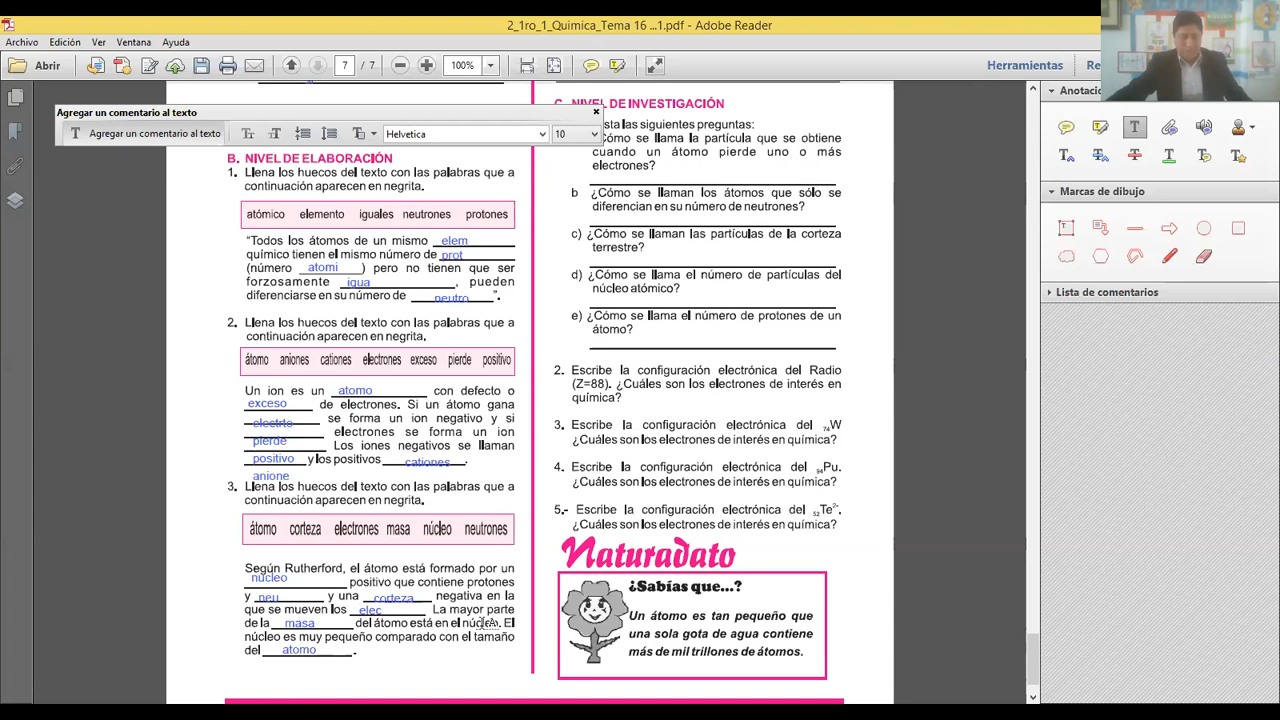 2_1ro_1_Quimica_Tema 16 ...1.pdf - Adobe Reader
Archivo Edición Ver Ventana Ayuda
Abrir 7 / 7 100% Herramientas
Agregar un comentario al texto
Agregar un comentario al texto Helvetica 10
B. NIVEL DE ELABORACIÓN
1. Llena los huecos del texto con las palabras que a
continuación aparecen en negrita.
atómico elemento iguales neutrones protones
“Todos los átomos de un mismo elem
químico tienen el mismo número de prot
(número atomi ) pero no tienen que ser
forzosamente igua , pueden
diferenciarse en su número de neutro ”.
2. Llena los huecos del texto con las palabras que a
continuación aparecen en negrita.
átomo aniones cationes electrones exceso pierde positivo
Un ion es un atomo con defecto o
exceso de electrones. Si un átomo gana
electrto se forma un ion negativo y si
pierde electrones se forma un ion
positivo Los iones negativos se llaman
anione y los positivos cationes .
3. Llena los huecos del texto con las palabras que a
continuación aparecen en negrita.
átomo corteza electrones masa núcleo neutrones
Según Rutherford, el átomo está formado por un
núcleo positivo que contiene protones
y neu y una corteza negativa en la
que se mueven los elec . La mayor parte
de la masa del átomo está en el núcleo. El
núcleo es muy pequeño comparado con el tamaño
del atomo .
C. NIVEL DE INVESTIGACIÓN
sta las siguientes preguntas:
Cómo se llama la partícula que se obtiene
cuando un átomo pierde uno o más
electrones?
b ¿Cómo se llaman los átomos que sólo se
diferencian en su número de neutrones?
c) ¿Cómo se llaman las partículas de la corteza
terrestre?
d) ¿Cómo se llama el número de partículas del
núcleo atómico?
e) ¿Cómo se llama el número de protones de un
átomo?
2. Escribe la configuración electrónica del Radio
(Z=88). ¿Cuáles son los electrones de interés en
química?
3. Escribe la configuración electrónica del 74W
¿Cuáles son los electrones de interés en química?
4. Escribe la configuración electrónica del 94Pu.
¿Cuáles son los electrones de interés en química?
5.- Escribe la configuración electrónica del 52Te2-.
¿Cuáles son los electrones de interés en química?
Naturadato
¿Sabías que...?
Un átomo es tan pequeño que
una sola gota de agua contiene
más de mil trillones de átomos.
Anotacio
Marcas de dibujo
Lista de comentarios